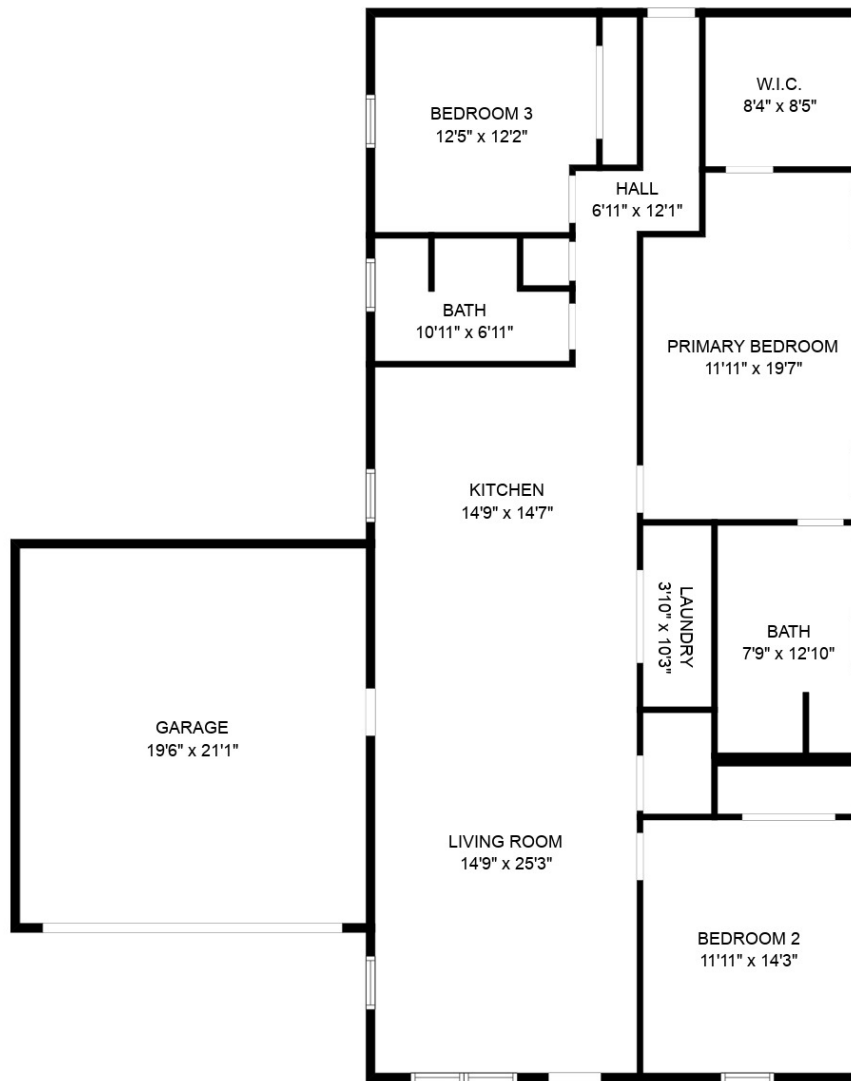 BEDROOM 3
12'5" x 12'2"
W.I.C.
8'4" x 8'5"
HALL
6'11" x 12'1"
BATH
10'11" x 6'11"
PRIMARY BEDROOM
11'11" x 19'7"
KITCHEN
14'9" x 14'7"
LAUNDRY
3'10" x 10'3"
BATH
7'9" x 12'10"
GARAGE
19'6" x 21'1"
LIVING ROOM
14'9" x 25'3"
BEDROOM 2
11'11" x 14'3"